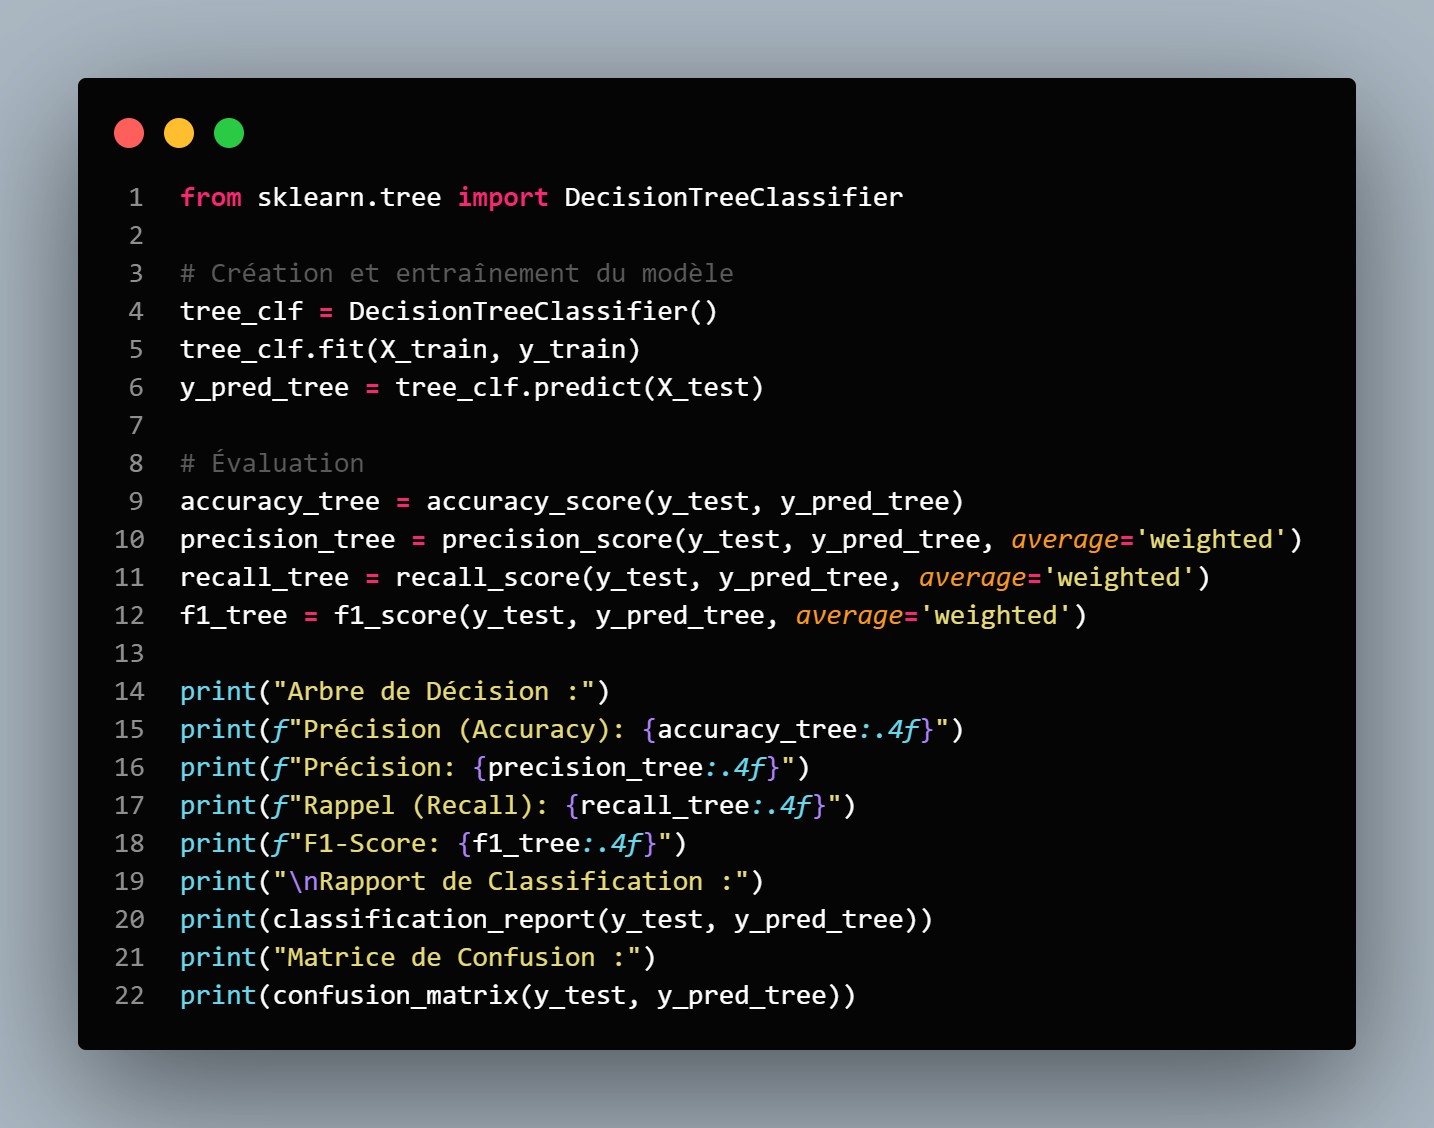 1 from sklearn.tree import DecisionTreeClassifier
2
3 # Création et entraînement du modèle
4 tree_clf = DecisionTreeClassifier()
5 tree_clf.fit(X_train, y_train)
6 y_pred_tree = tree_clf.predict(X_test)
7
8 # Évaluation
9 accuracy_tree = accuracy_score(y_test, y_pred_tree)
10 precision_tree = precision_score(y_test, y_pred_tree, average='weighted')
11 recall_tree = recall_score(y_test, y_pred_tree, average='weighted')
12 f1_tree = f1_score(y_test, y_pred_tree, average='weighted')
13
14 print("Arbre de Décision :")
15 print(f"Précision (Accuracy): {accuracy_tree:.4f}")
16 print(f"Précision: {precision_tree:.4f}")
17 print(f"Rappel (Recall): {recall_tree:.4f}")
18 print(f"F1-Score: {f1_tree:.4f}")
19 print("\nRapport de Classification :")
20 print(classification_report(y_test, y_pred_tree))
21 print("Matrice de Confusion :")
22 print(confusion_matrix(y_test, y_pred_tree))